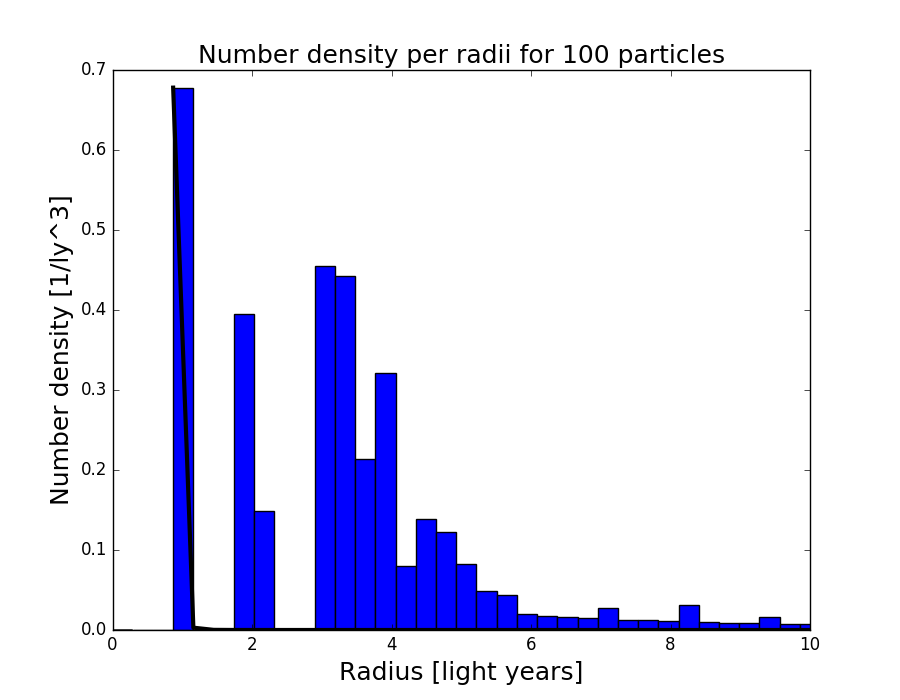 Number density per radii for 100 particles
0.7
0.6
0.5
0.4
0.3
0.2
0.1
0.0
Number density [1/ly^3]
0 2 4 6 8 10
Radius [light years]